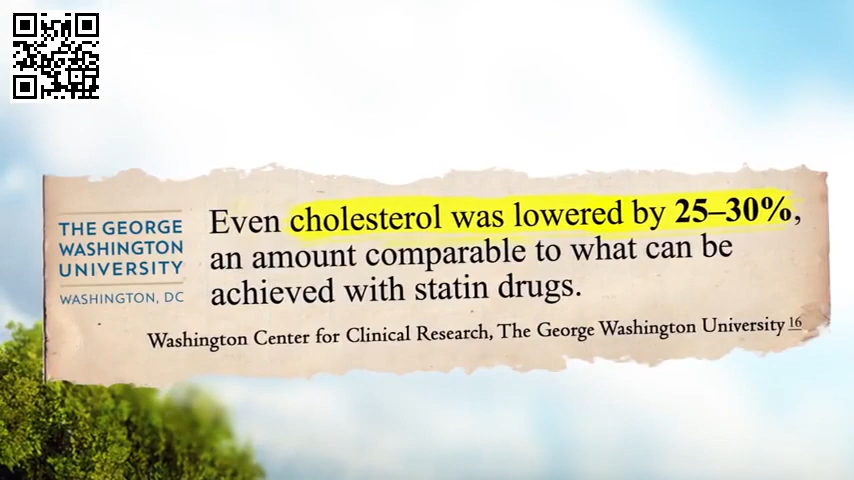 THE GEORGE
WASHINGTON
UNIVERSITY
WASHINGTON, DC
Even cholesterol was lowered by 25–30%,
an amount comparable to what can be
achieved with statin drugs.
Washington Center for Clinical Research, The George Washington University 16